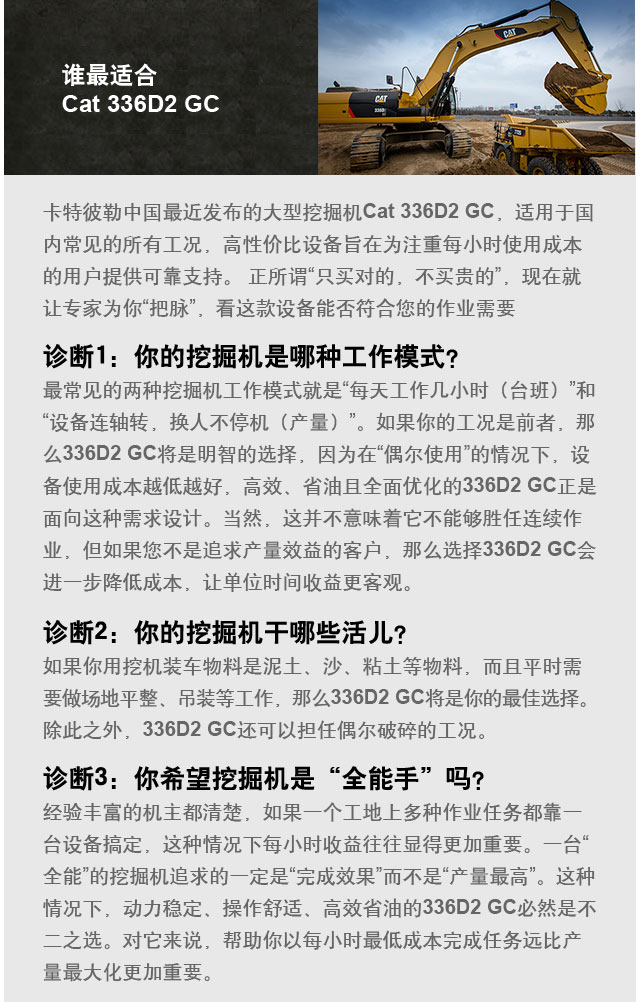 谁最适合
Cat 336D2 GC
CAT
CAT
卡特彼勒中国最近发布的大型挖掘机Cat 336D2 GC，适用于国
内常见的所有工况，高性价比设备旨在为注重每小时使用成本
的用户提供可靠支持。 正所谓“只买对的，不买贵的”，现在就
让专家为你“把脉”，看这款设备能否符合您的作业需要
诊断1：你的挖掘机是哪种工作模式？
最常见的两种挖掘机工作模式就是“每天工作几小时（台班）”和
“设备连轴转，换人不停机（产量）”。如果你的工况是前者，那
么336D2 GC将是明智的选择，因为在“偶尔使用”的情况下，设
备使用成本越低越好，高效、省油且全面优化的336D2 GC正是
面向这种需求设计。当然，这并不意味着它不能够胜任连续作
业，但如果您不是追求产量效益的客户，那么选择336D2 GC会
进一步降低成本，让单位时间收益更客观。
诊断2：你的挖掘机干哪些活儿？
如果你用挖机装车物料是泥土、沙、粘土等物料，而且平时需
要做场地平整、吊装等工作，那么336D2 GC将是你的最佳选择。
除此之外，336D2 GC还可以担任偶尔破碎的工况。
诊断3：你希望挖掘机是“全能手”吗？
经验丰富的机主都清楚，如果一个工地上多种作业任务都靠一
台设备搞定，这种情况下每小时收益往往显得更加重要。一台“
全能”的挖掘机追求的一定是“完成效果”而不是“产量最高”。这种
情况下，动力稳定、操作舒适、高效省油的336D2 GC必然是不
二之选。对它来说，帮助你以每小时最低成本完成任务远比产
量最大化更加重要。